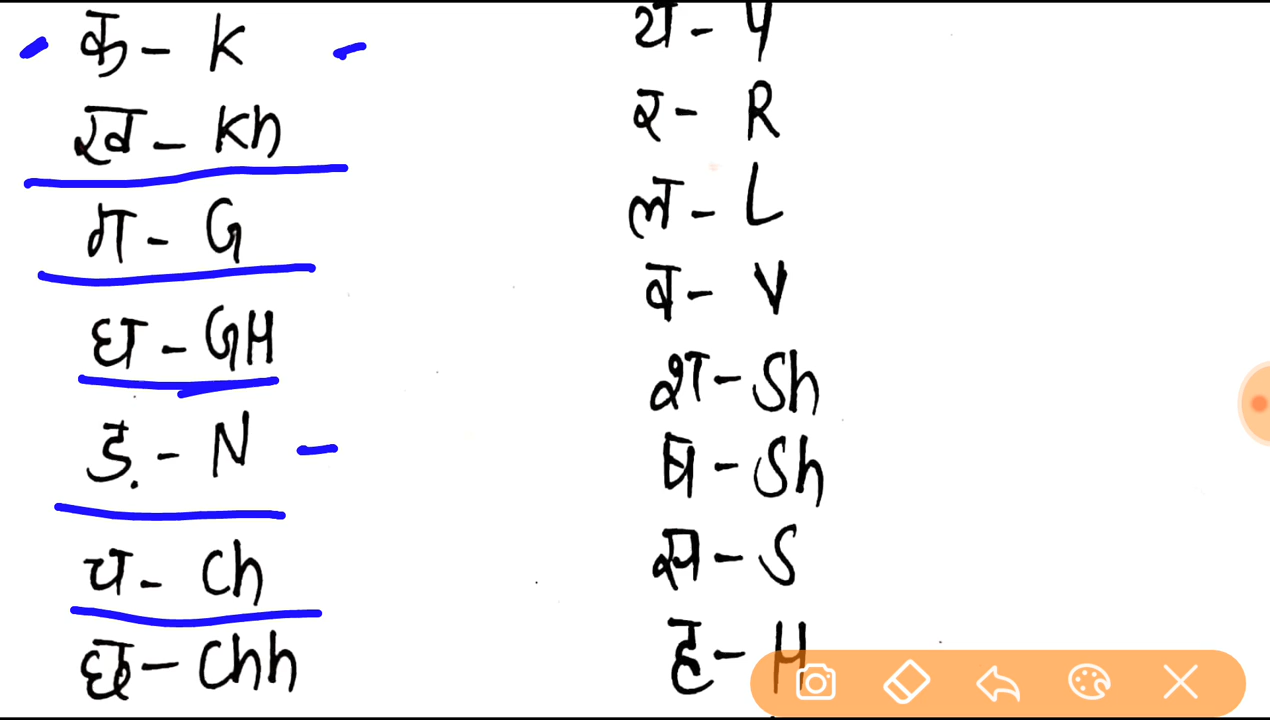 क - K
ख - Kh
ग - G
घ - GH
ङ - N
च - Ch
छ - Chh
य - Y
र - R
ल - L
व - V
श - Sh
ष - Sh
स - S
ह - H